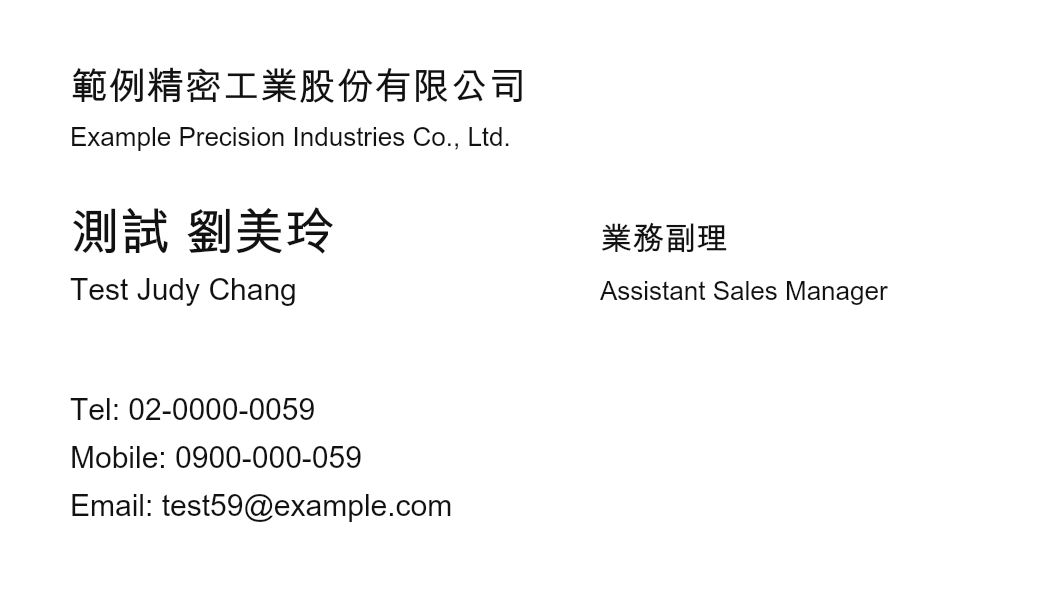 範例精密工業股份有限公司
Example Precision Industries Co., Ltd.
測試 劉美玲
業務副理
Test Judy Chang
Assistant Sales Manager
Tel: 02-0000-0059
Mobile: 0900-000-059
Email: test59@example.com